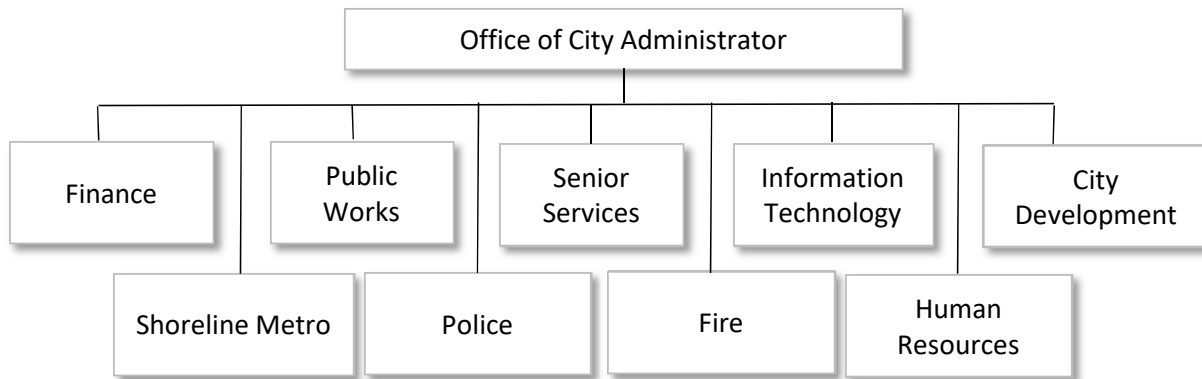 Office of City Administrator
Finance
Public
Works
Senior
Services
Information
Technology
City
Development
Shoreline Metro
Police
Fire
Human
Resources